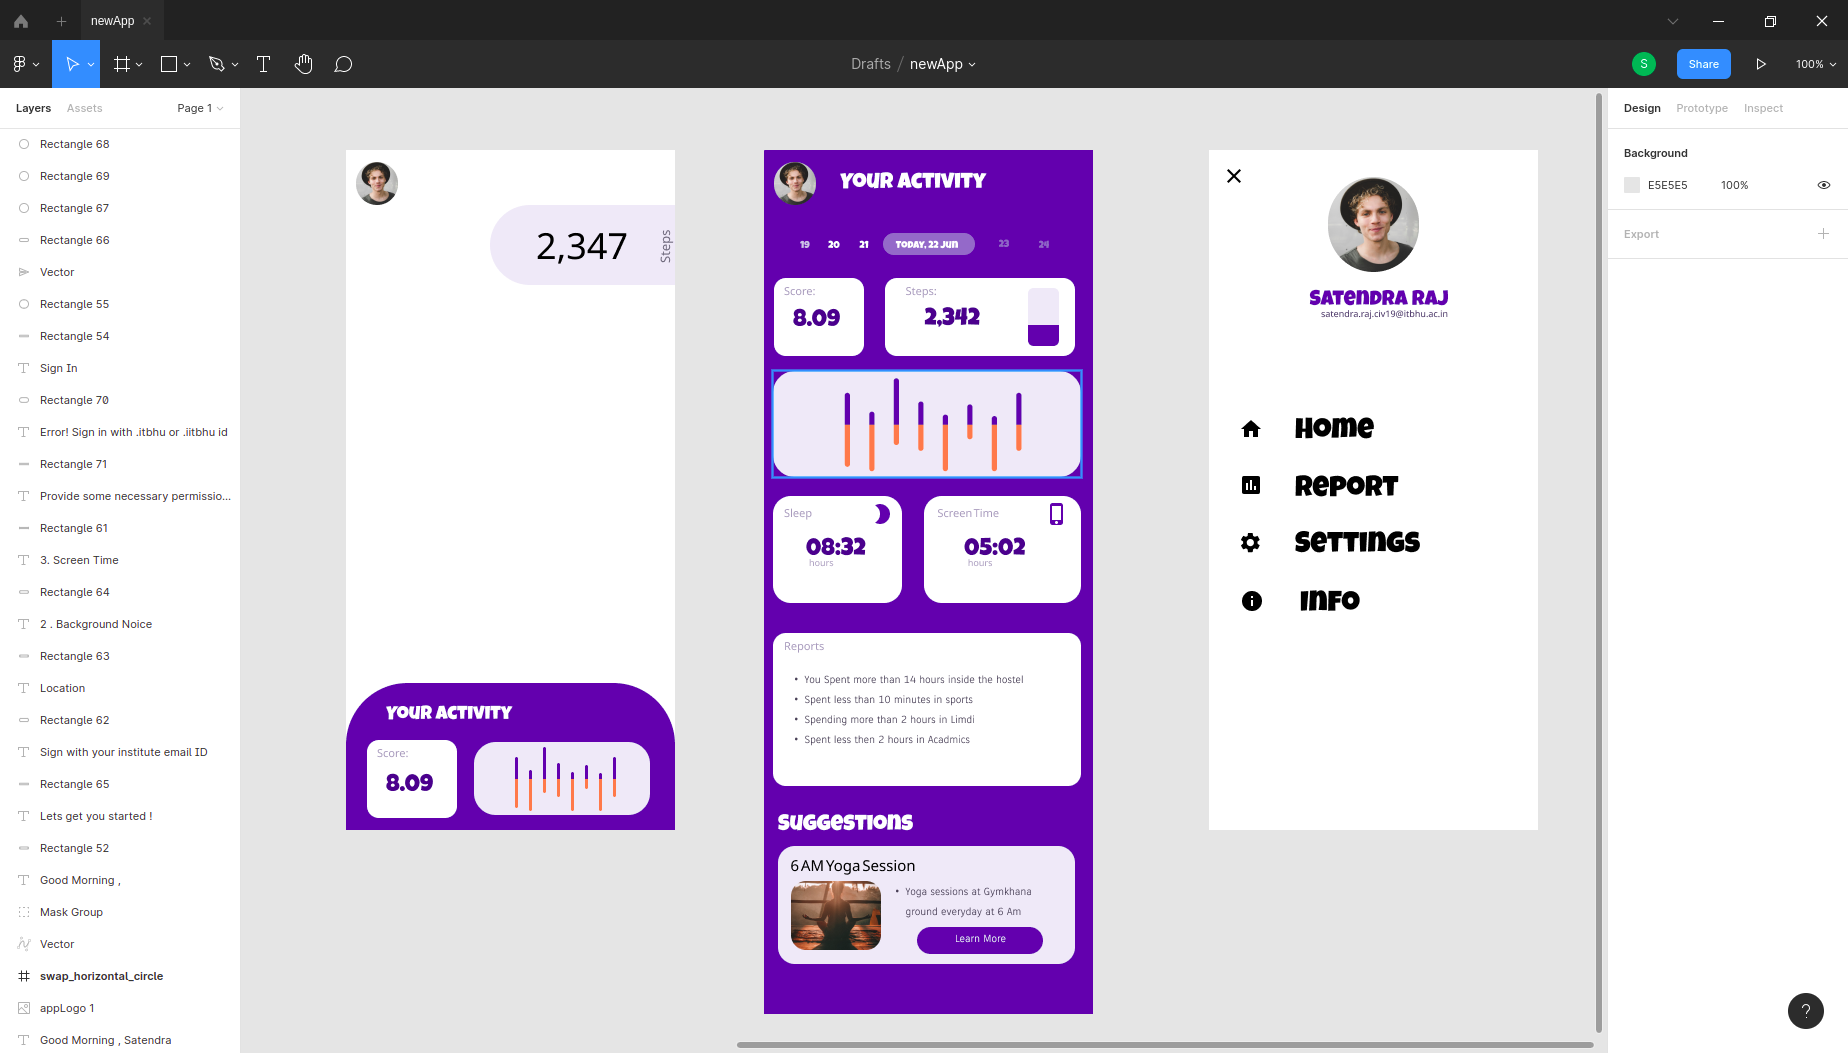 newApp
Drafts / newApp
S
Share
100%
Layers
Assets
Page 1
Rectangle 68
Rectangle 69
Rectangle 67
Rectangle 66
Vector
Rectangle 55
Rectangle 54
Sign In
Rectangle 70
Error! Sign in with .itbhu or .iitbhu id
Rectangle 71
Provide some necessary permissio...
Rectangle 61
3. Screen Time
Rectangle 64
2 . Background Noice
Rectangle 63
Location
Rectangle 62
Sign with your institute email ID
Rectangle 65
Lets get you started !
Rectangle 52
Good Morning ,
Mask Group
Vector
swap_horizontal_circle
appLogo 1
Good Morning , Satendra
2,347
Steps
YOUR ACTIVITY
Score:
8.09
YOUR ACTIVITY
19 20 21 TODAY, 22 Jun 23 24
Score:
8.09
Steps:
2,342
Sleep
08:32
hours
Screen Time
05:02
hours
Reports
• You Spent more than 14 hours inside the hostel
• Spent less than 10 minutes in sports
• Spending more than 2 hours in Limdi
• Spent less then 2 hours in Acadmics
Suggestions
6 AM Yoga Session
• Yoga sessions at Gymkhana
ground everyday at 6 Am
Learn More
Satendra Raj
satendra.raj.civ19@itbhu.ac.in
Home
Report
Settings
Info
Design
Prototype
Inspect
Background
E5E5E5
100%
Export
?